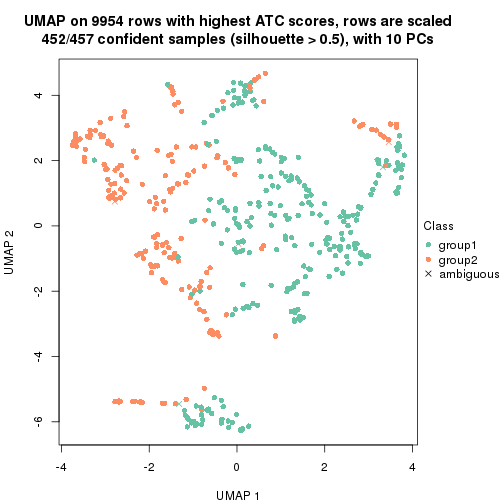 UMAP on 9954 rows with highest ATC scores, rows are scaled
452/457 confident samples (silhouette > 0.5), with 10 PCs
4
2
0
-2
-4
-6
UMAP 2
Class
group1
group2
ambiguous
-4
-2
0
2
4
UMAP 1